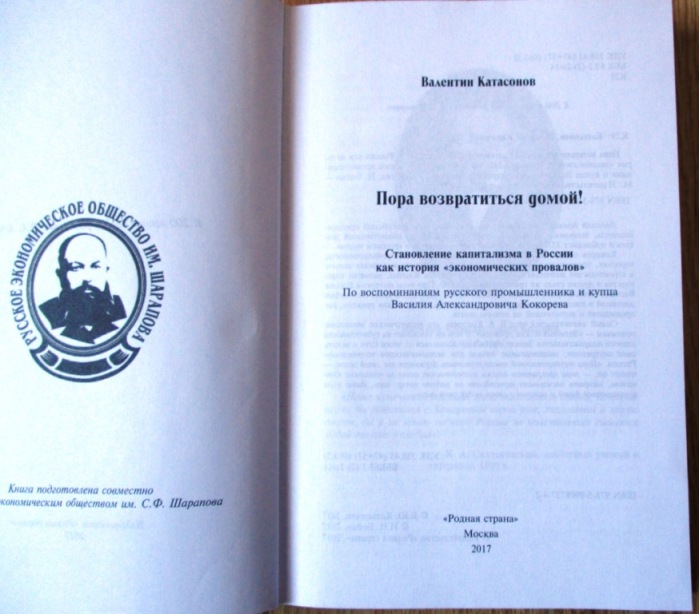 РУССКОЕ ЭКОНОМИЧЕСКОЕ ОБЩЕСТВО ИМ. ШАРАПОВА
Книга подготовлена совместно
экономическим обществом им. С.Ф. Шарапова
Валентин Катасонов
Пора возвратиться домой!
Становление капитализма в России
как история «экономических провалов»
По воспоминаниям русского промышленника и купца
Василия Александровича Кокорева
«Родная страна»
Москва
2017